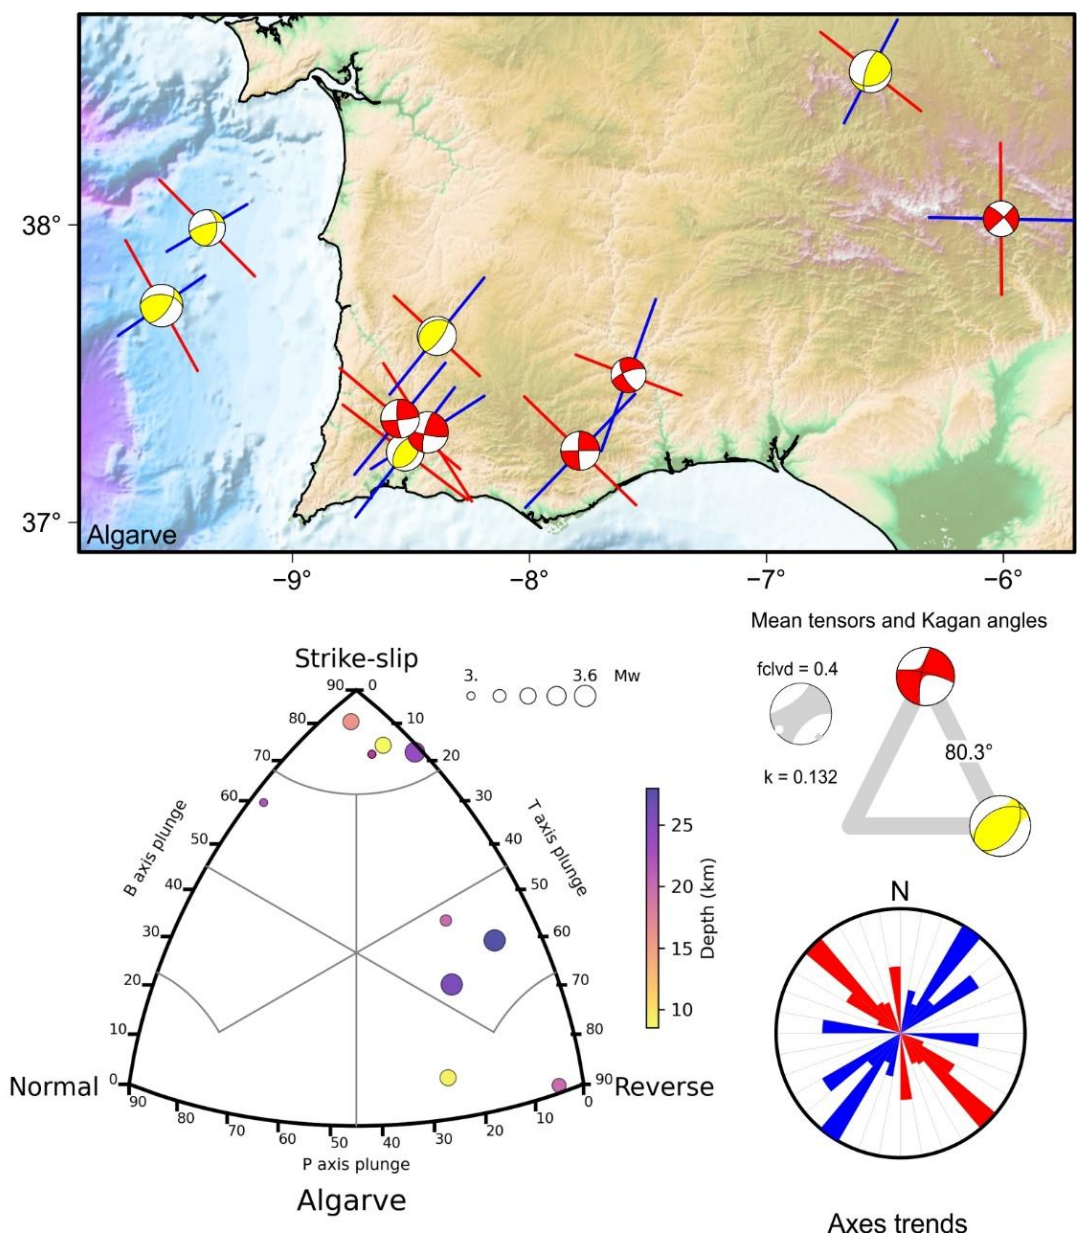 38°
37°
Algarve
−9°
−8°
−7°
−6°
Mean tensors and Kagan angles
fclvd = 0.4
k = 0.132
80.3°
Strike-slip
3.
3.6
Mw
90
80
70
60
50
40
30
20
10
0
B axis plunge
0
10
20
30
40
50
60
70
80
90
T axis plunge
90
80
70
60
50
40
30
20
10
0
P axis plunge
Normal
Reverse
Algarve
25
20
15
10
Depth (km)
N
Axes trends